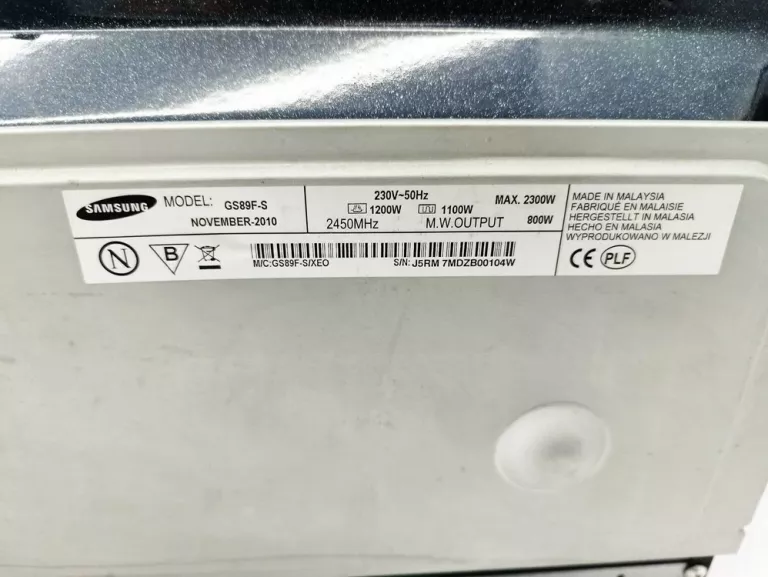 SAMSUNG
MODEL: GS89F-S
NOVEMBER-2010
230V~50Hz
1200W 1100W MAX. 2300W
2450MHz M.W.OUTPUT 800W
MADE IN MALAYSIA
FABRIQUÉ EN MALAISIE
HERGESTELLT IN MALASIA
HECHO EN MALASIA
WYPRODUKOWANO W MALEZJI
N B
M/C:GS89F-S/XEO S/N: J5RM 7MDZB00104W
CE PLF